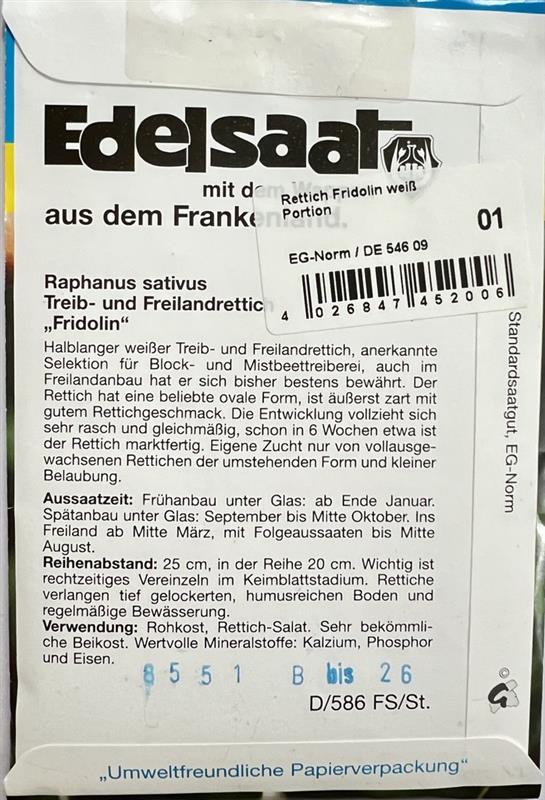 Edelsaat
mit dem Wapp
aus dem Frankenland.
Rettich Fridolin weiß
Portion
01
EG-Norm / DE 546 09
4 026847 452006
Raphanus sativus
Treib- und Freilandrettic
„Fridolin“
Halblanger weißer Treib- und Freilandrettich, anerkannte
Selektion für Block- und Mistbeettreiberei, auch im
Freilandanbau hat er sich bisher bestens bewährt. Der
Rettich hat eine beliebte ovale Form, ist äußerst zart mit
gutem Rettichgeschmack. Die Entwicklung vollzieht sich
sehr rasch und gleichmäßig, schon in 6 Wochen etwa ist
der Rettich marktfertig. Eigene Zucht nur von vollausge-
wachsenen Rettichen der umstehenden Form und kleiner
Belaubung.
Aussaatzeit: Frühanbau unter Glas: ab Ende Januar.
Spätanbau unter Glas: September bis Mitte Oktober. Ins
Freiland ab Mitte März, mit Folgeaussaaten bis Mitte
August.
Reihenabstand: 25 cm, in der Reihe 20 cm. Wichtig ist
rechtzeitiges Vereinzeln im Keimblattstadium. Rettiche
verlangen tief gelockerten, humusreichen Boden und
regelmäßige Bewässerung.
Verwendung: Rohkost, Rettich-Salat. Sehr bekömmli-
che Beikost. Wertvolle Mineralstoffe: Kalzium, Phosphor
und Eisen.
8551 B bis 26
D/586 FS/St.
Standardsaatgut, EG-Norm
©
„Umweltfreundliche Papierverpackung“